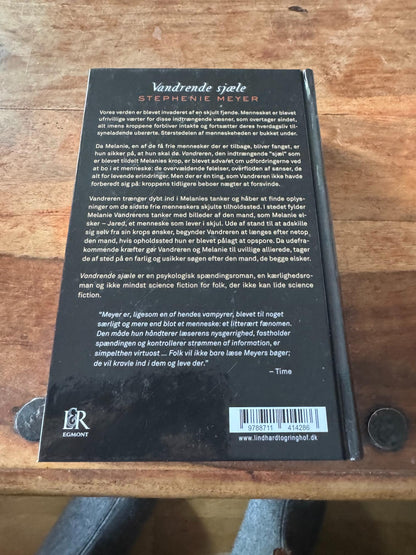 Vandrende sjæle
STEPHENIE MEYER
Vores verden er blevet invaderet af en skjult fjende. Mennesket er blevet
ufrivillige værter for disse indtrængende væsner, som overtager sindet,
alt imens kroppene forbliver intakte og fortsætter deres hverdagsliv til-
syneladende uberørte. Størstedelen af menneskeheden er bukket under.
Da Melanie, en af de få frie mennesker der er tilbage, bliver fanget, er
hun sikker på, at hun skal dø. Vandreren, den indtrængende "sjæl" som
er blevet tildelt Melanies krop, er blevet advaret om udfordringerne ved
at bo i et menneske: de overvældende følelser, overfloden af sanser, de
alt for levende erindringer. Men der er én ting, som Vandreren ikke havde
forberedt sig på: kroppens tidligere beboer nægter at forsvinde.
Vandreren trænger dybt ind i Melanies tanker og håber at finde oplys-
ninger om de sidste frie menneskers skjulte tilholdssted. I stedet fylder
Melanie Vandrerens tanker med billeder af den mand, som Melanie el-
sker – Jared, et menneske som lever i skjul. Ude af stand til at adskille
sig selv fra sin krops ønsker, begynder Vandreren at længes efter netop
den mand, hvis opholdssted hun er blevet pålagt at opspore. Da udefra-
kommende kræfter gør Vandreren og Melanie til uvillige allierede, tager
de af sted på en farlig og usikker søgen efter den mand, de begge elsker.
Vandrende sjæle er en psykologisk spændingsroman, en kærlighedsro-
man og ikke mindst science fiction for folk, der ikke kan lide science
fiction.
"Meyer er, ligesom en af hendes vampyrer, blevet til noget
særligt og mere end blot et menneske: et litterært fænomen.
Den måde hun håndterer læserens nysgerrighed, fastholder
spændingen og kontrollerer strømmen af information, er
simpelthen virtuost ... Folk vil ikke bare læse Meyers bøger;
de vil kravle ind i dem og leve der."
– Time
L&R
EGMONT
9 788711 414286
www.lindhardtogringhof.dk